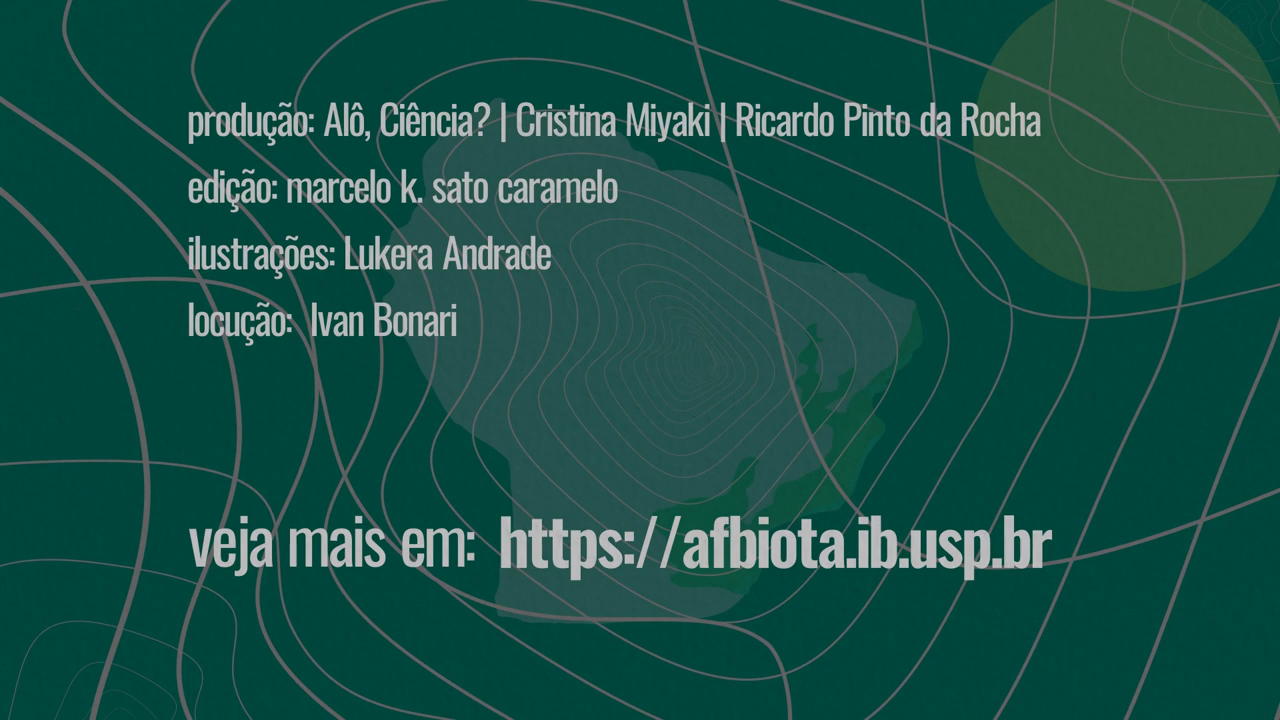 produção: Alô, Ciência? | Cristina Miyaki | Ricardo Pinto da Rocha
edição: marcelo k. sato caramelo
ilustrações: Lukera Andrade
locução: Ivan Bonari
veja mais em: https://afbiota.ib.usp.br